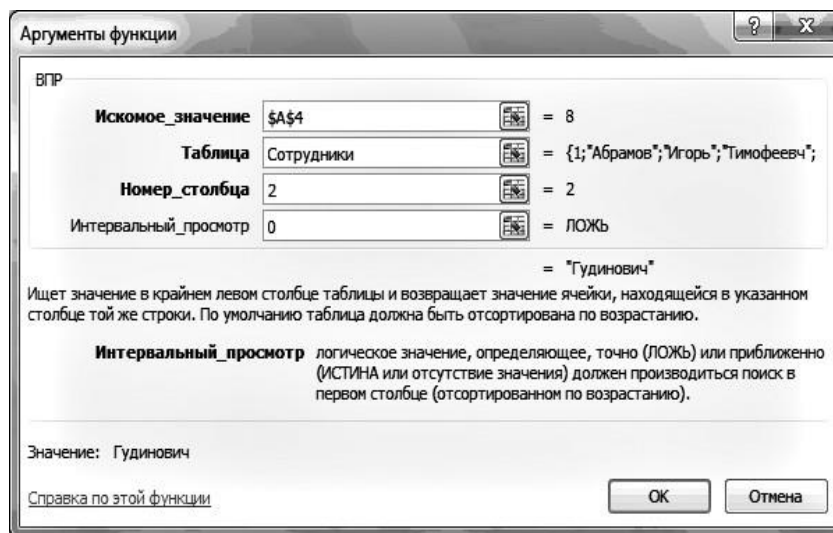 Аргументы функции
ВПР
Искомое_значение $A$4 = 8
Таблица Сотрудники = {1;"Абрамов";"Игорь";"Тимофеевч";
Номер_столбца 2 = 2
Интервальный_просмотр 0 = ЛОЖЬ
= "Гудинович"
Ищет значение в крайнем левом столбце таблицы и возвращает значение ячейки, находящейся в указанном
столбце той же строки. По умолчанию таблица должна быть отсортирована по возрастанию.
Интервальный_просмотр логическое значение, определяющее, точно (ЛОЖЬ) или приближенно
(ИСТИНА или отсутствие значения) должен производиться поиск в
первом столбце (отсортированном по возрастанию).
Значение: Гудинович
Справка по этой функции
ОК
Отмена